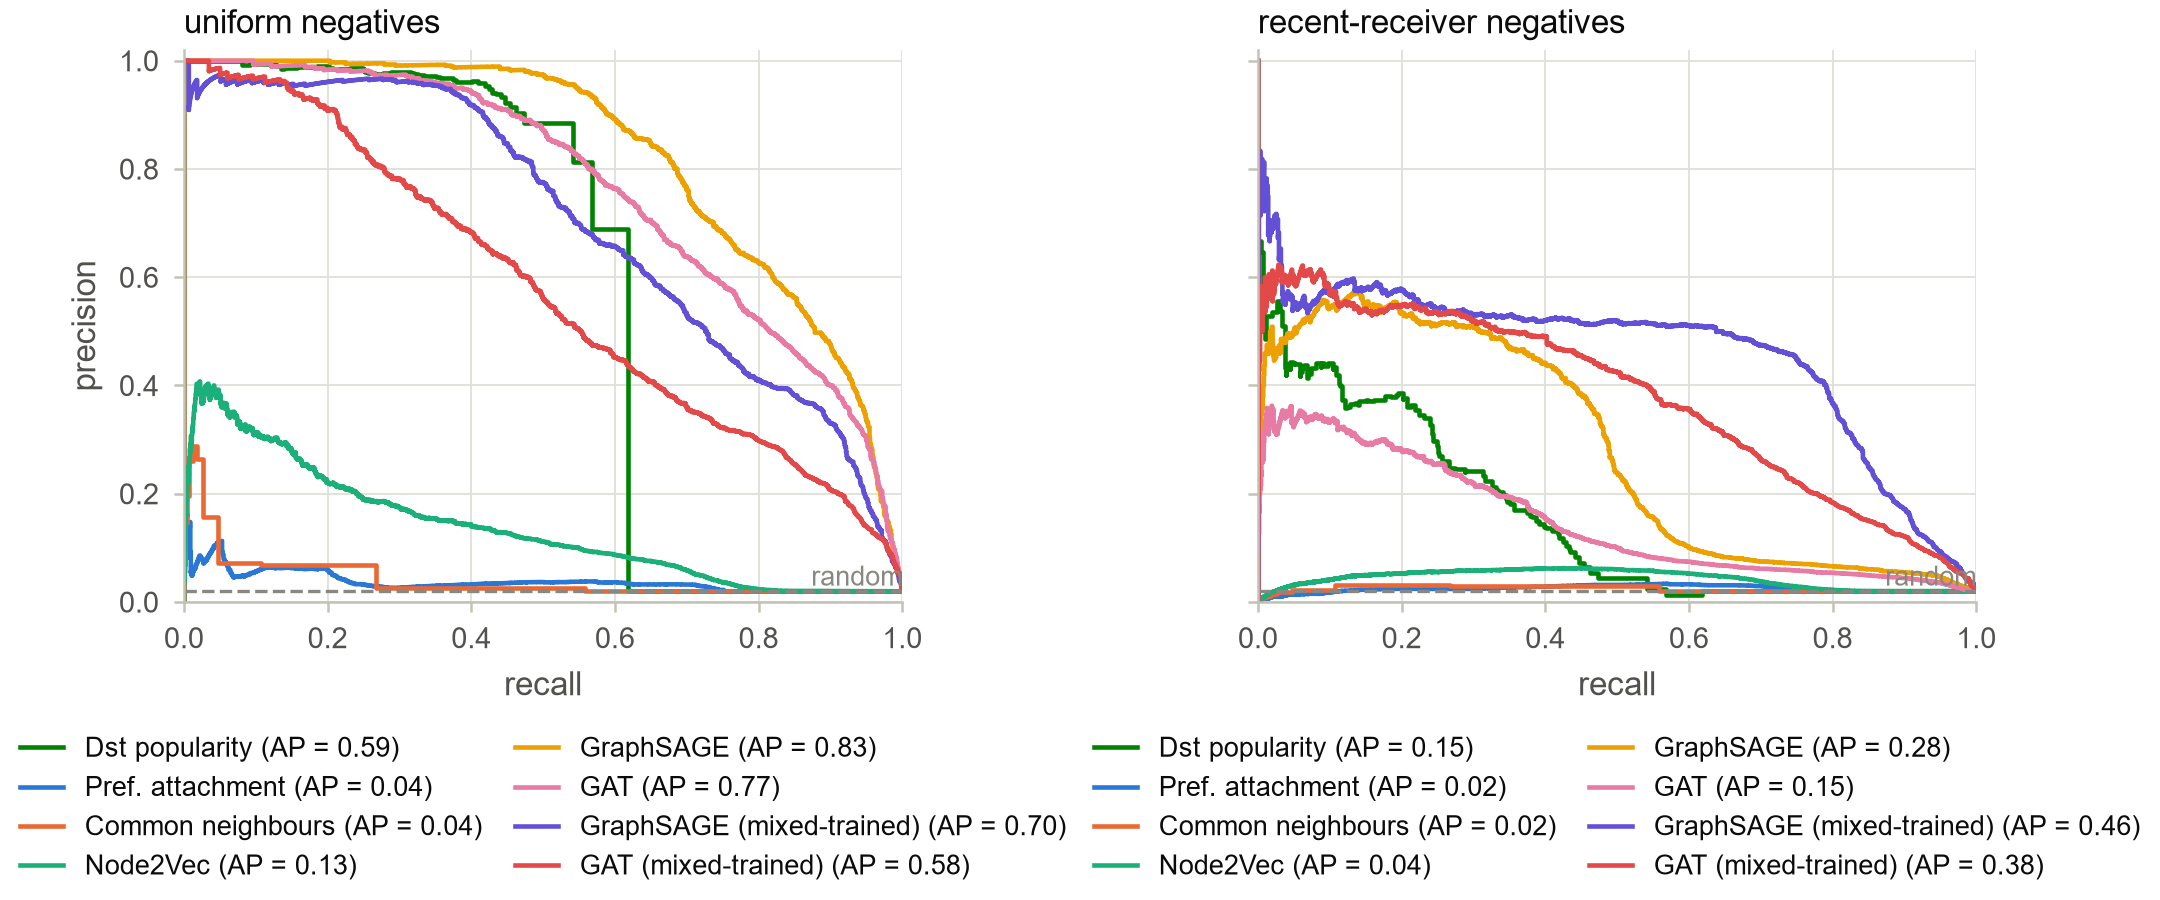 uniform negatives
precision
1.0
0.8
0.6
0.4
0.2
0.0
random
0.0 0.2 0.4 0.6 0.8 1.0
recall
Dst popularity (AP = 0.59)
Pref. attachment (AP = 0.04)
Common neighbours (AP = 0.04)
Node2Vec (AP = 0.13)
GraphSAGE (AP = 0.83)
GAT (AP = 0.77)
GraphSAGE (mixed-trained) (AP = 0.70)
GAT (mixed-trained) (AP = 0.58)
recent-receiver negatives
random
0.0 0.2 0.4 0.6 0.8 1.0
recall
Dst popularity (AP = 0.15)
Pref. attachment (AP = 0.02)
Common neighbours (AP = 0.02)
Node2Vec (AP = 0.04)
GraphSAGE (AP = 0.28)
GAT (AP = 0.15)
GraphSAGE (mixed-trained) (AP = 0.46)
GAT (mixed-trained) (AP = 0.38)